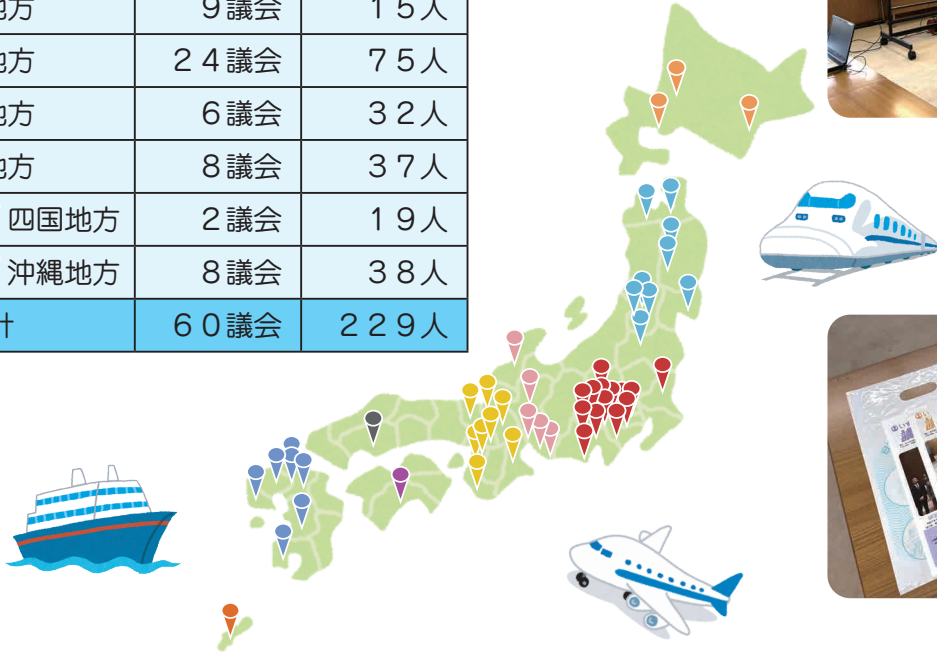 地方 9議会 15人
地方 24議会 75人
地方 6議会 32人
地方 8議会 37人
四国地方 2議会 19人
沖縄地方 8議会 38人
計 60議会 229人